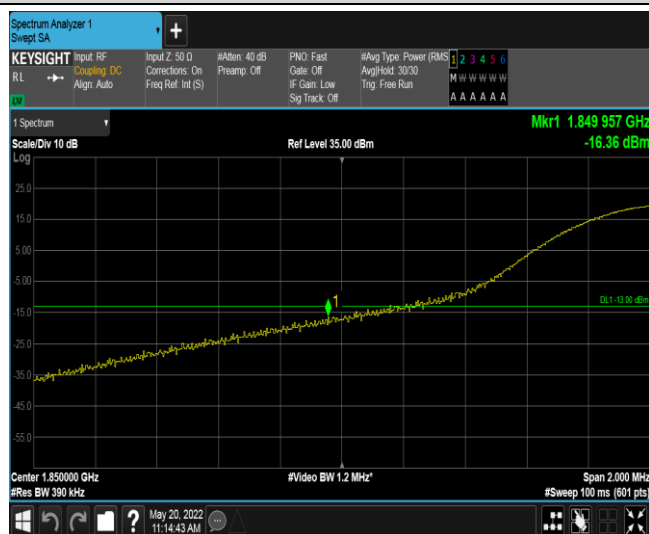 Spectrum Analyzer 1
Swept SA
KEYSIGHT Input: RF Input Z: 50 Ω #Atten: 40 dB PNO: Fast #Avg Type: Power (RMS 1 2 3 4 5 6
R L Coupling: DC Corrections: On Preamp: Off Gate: Off Avg|Hold: 30/30 M W W W W W
Align: Auto Freq Ref: Int (S) IF Gain: Low Trig: Free Run
Sig Track: Off A A A A A A
LXI
1 Spectrum Mkr1 1.849 957 GHz
Scale/Div 10 dB Ref Level 35.00 dBm -16.36 dBm
Log
25.0
15.0
5.00
-5.00
1
DL1 -13.00 dBm
-15.0
-25.0
-35.0
-45.0
-55.0
Center 1.850000 GHz #Video BW 1.2 MHz* Span 2.000 MHz
#Res BW 390 kHz #Sweep 100 ms (601 pts)
? May 20, 2022
11:14:43 AM